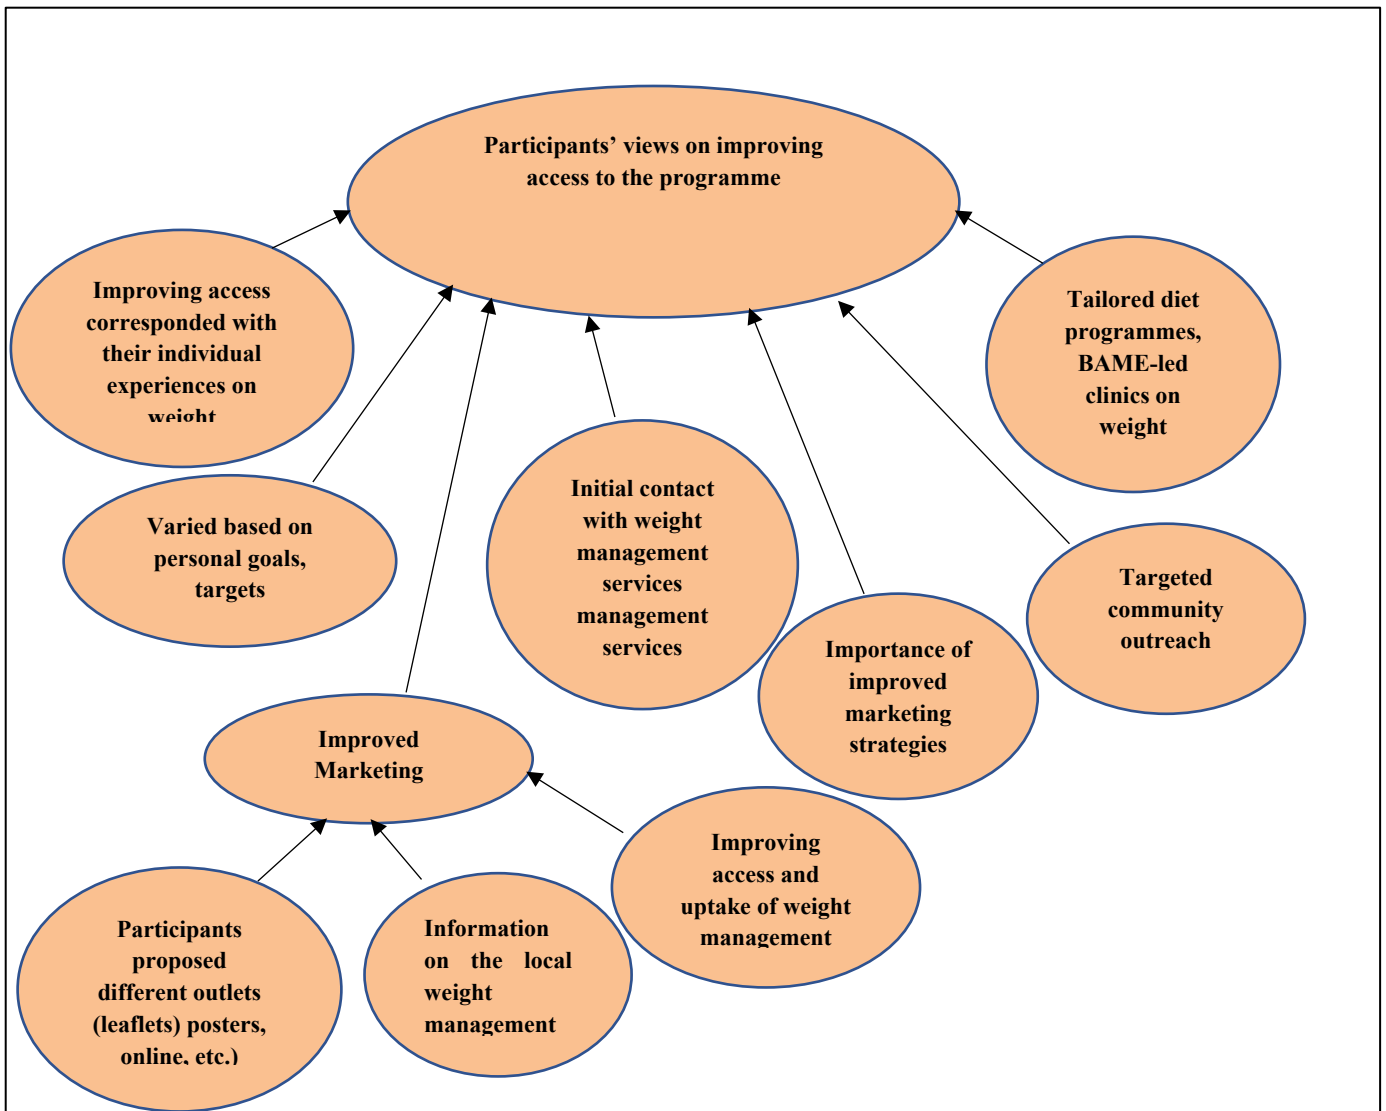 Participants’ views on improving
access to the programme
Improving access
corresponded with
their individual
experiences on
weight
Tailored diet
programmes,
BAME-led
clinics on
weight
Varied based on
personal goals,
targets
Initial contact
with weight
management
services
management
services
Targeted
community
outreach
Importance of
improved
marketing
strategies
Improved
Marketing
Improving
access and
uptake of weight
management
Participants
proposed
different outlets
(leaflets) posters,
online, etc.)
Information
on the local
weight
management